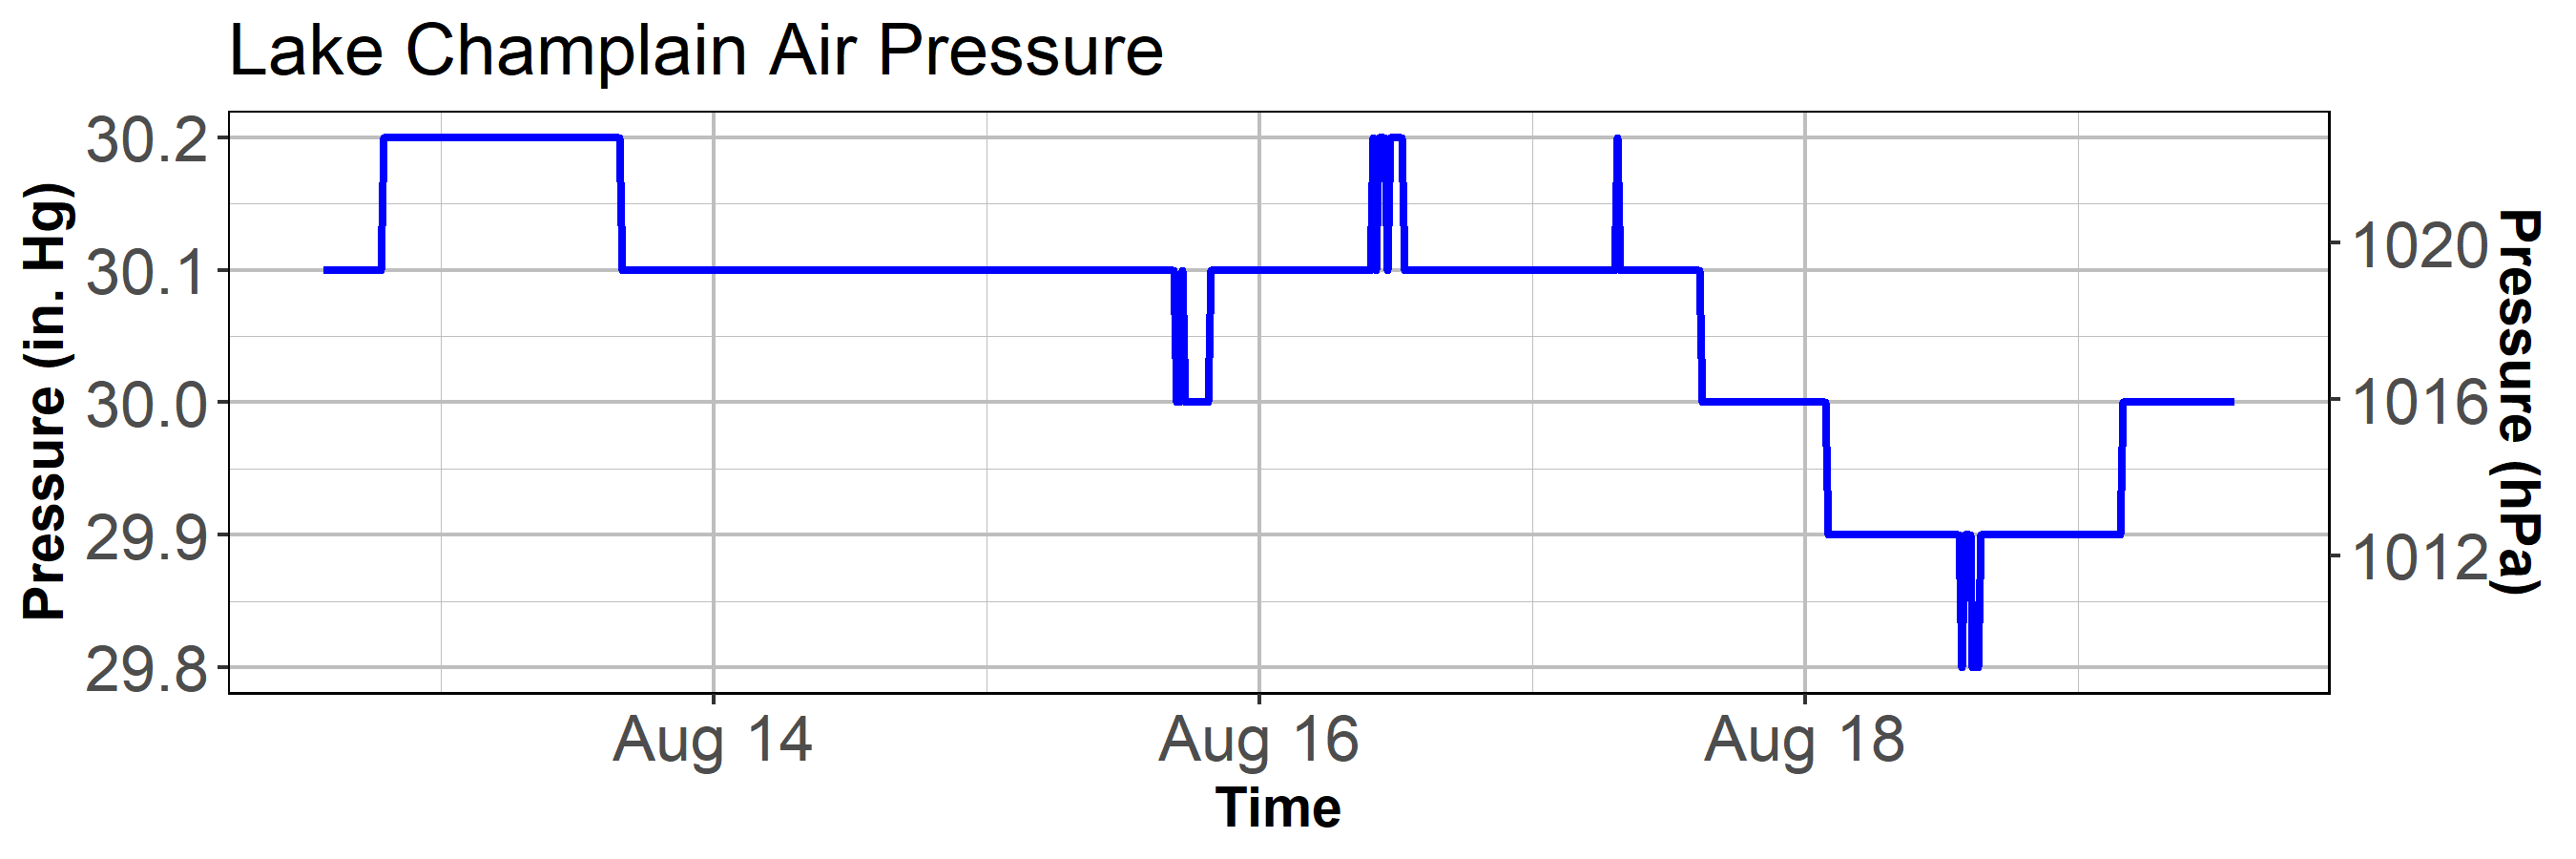 Lake Champlain Air Pressure
Pressure (in. Hg)
30.2
30.1
30.0
29.9
29.8
1020
1016
1012
Pressure (hPa)
Aug 14 Aug 16 Aug 18
Time